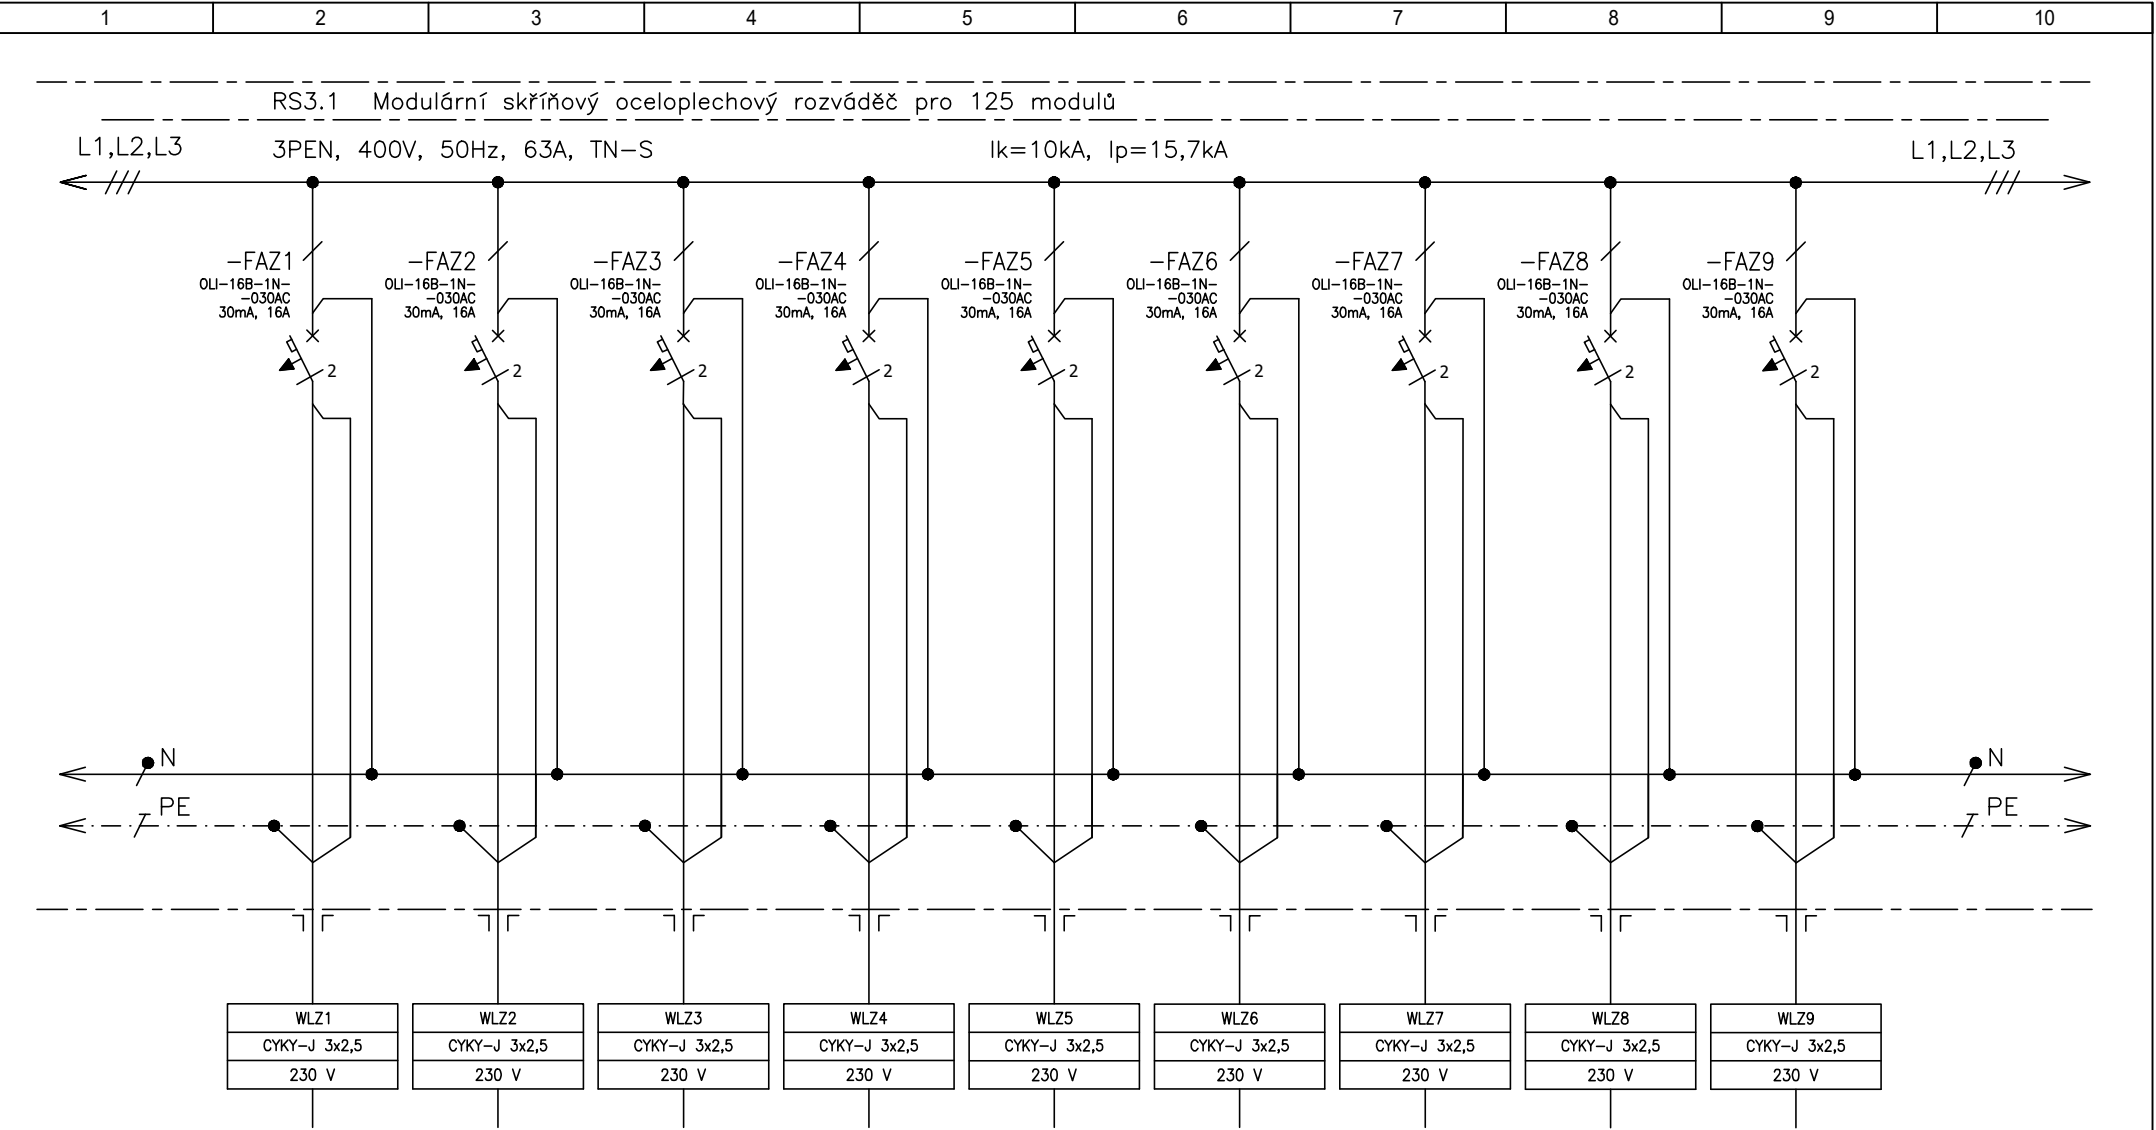 1 2 3 4 5 6 7 8 9 10
RS3.1 Modulární skříňový oceloplechový rozváděč pro 125 modulů
L1,L2,L3 3PEN, 400V, 50Hz, 63A, TN-S Ik=10kA, Ip=15,7kA L1,L2,L3
-FAZ1 -FAZ2 -FAZ3 -FAZ4 -FAZ5 -FAZ6 -FAZ7 -FAZ8 -FAZ9
OLI-16B-1N- OLI-16B-1N- OLI-16B-1N- OLI-16B-1N- OLI-16B-1N- OLI-16B-1N- OLI-16B-1N- OLI-16B-1N- OLI-16B-1N-
-030AC -030AC -030AC -030AC -030AC -030AC -030AC -030AC -030AC
30mA, 16A 30mA, 16A 30mA, 16A 30mA, 16A 30mA, 16A 30mA, 16A 30mA, 16A 30mA, 16A 30mA, 16A
2 2 2 2 2 2 2 2 2
N N
PE PE
WLZ1 WLZ2 WLZ3 WLZ4 WLZ5 WLZ6 WLZ7 WLZ8 WLZ9
CYKY-J 3x2,5 CYKY-J 3x2,5 CYKY-J 3x2,5 CYKY-J 3x2,5 CYKY-J 3x2,5 CYKY-J 3x2,5 CYKY-J 3x2,5 CYKY-J 3x2,5 CYKY-J 3x2,5
230 V 230 V 230 V 230 V 230 V 230 V 230 V 230 V 230 V